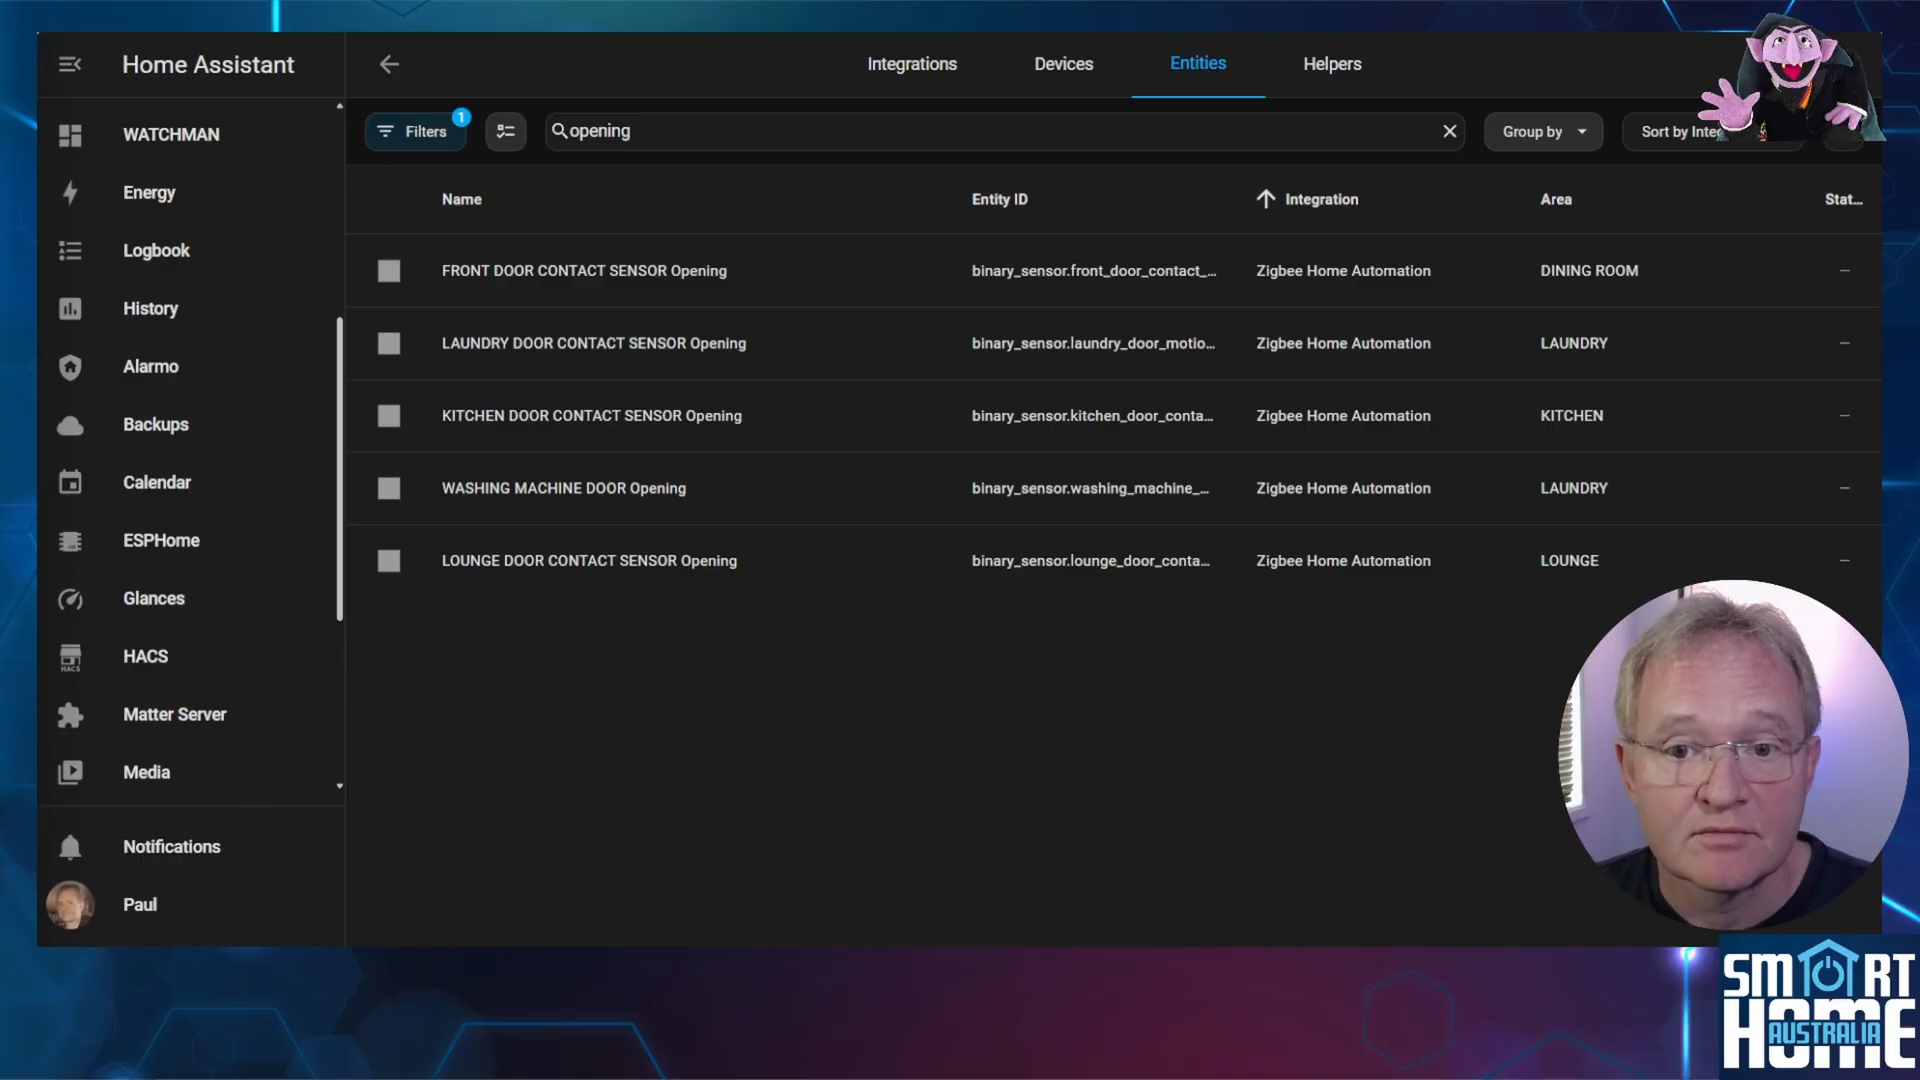 Home Assistant
Integrations
Devices
Entities
Helpers
WATCHMAN
Energy
Logbook
History
Alarmo
Backups
Calendar
ESPHome
Glances
HACS
HACS
Matter Server
Media
Notifications
Paul
Filters
1
opening
Group by
Sort by Inte
Name
Entity ID
Integration
Area
Stat...
FRONT DOOR CONTACT SENSOR Opening
binary_sensor.front_door_contact_...
Zigbee Home Automation
DINING ROOM
—
LAUNDRY DOOR CONTACT SENSOR Opening
binary_sensor.laundry_door_motio...
Zigbee Home Automation
LAUNDRY
—
KITCHEN DOOR CONTACT SENSOR Opening
binary_sensor.kitchen_door_conta...
Zigbee Home Automation
KITCHEN
—
WASHING MACHINE DOOR Opening
binary_sensor.washing_machine_...
Zigbee Home Automation
LAUNDRY
—
LOUNGE DOOR CONTACT SENSOR Opening
binary_sensor.lounge_door_conta...
Zigbee Home Automation
LOUNGE
—
SMART
HOME
AUSTRALIA